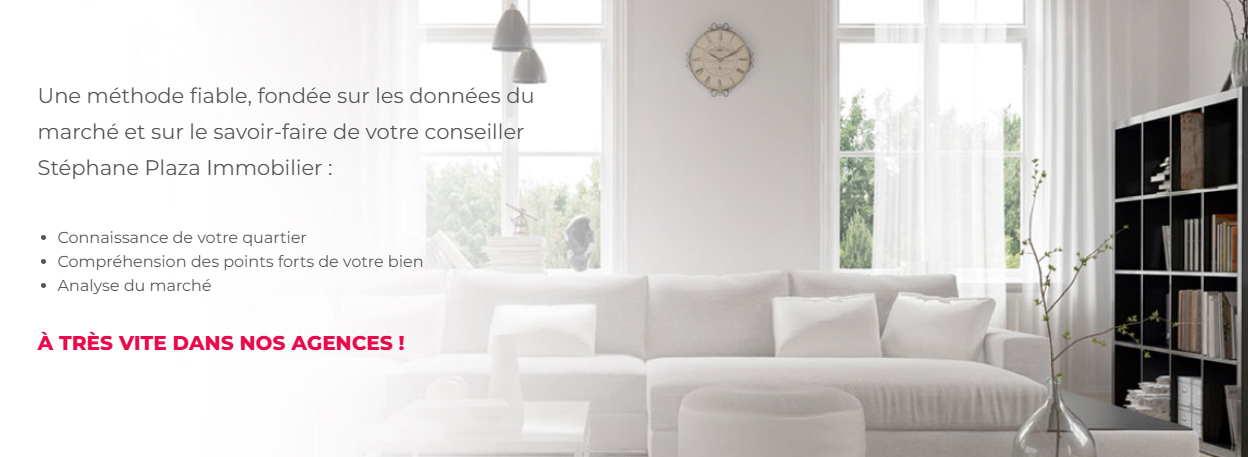 Une méthode fiable, fondée sur les données du
marché et sur le savoir-faire de votre conseiller
Stéphane Plaza Immobilier :
• Connaissance de votre quartier
• Compréhension des points forts de votre bien
• Analyse du marché
À TRÈS VITE DANS NOS AGENCES !